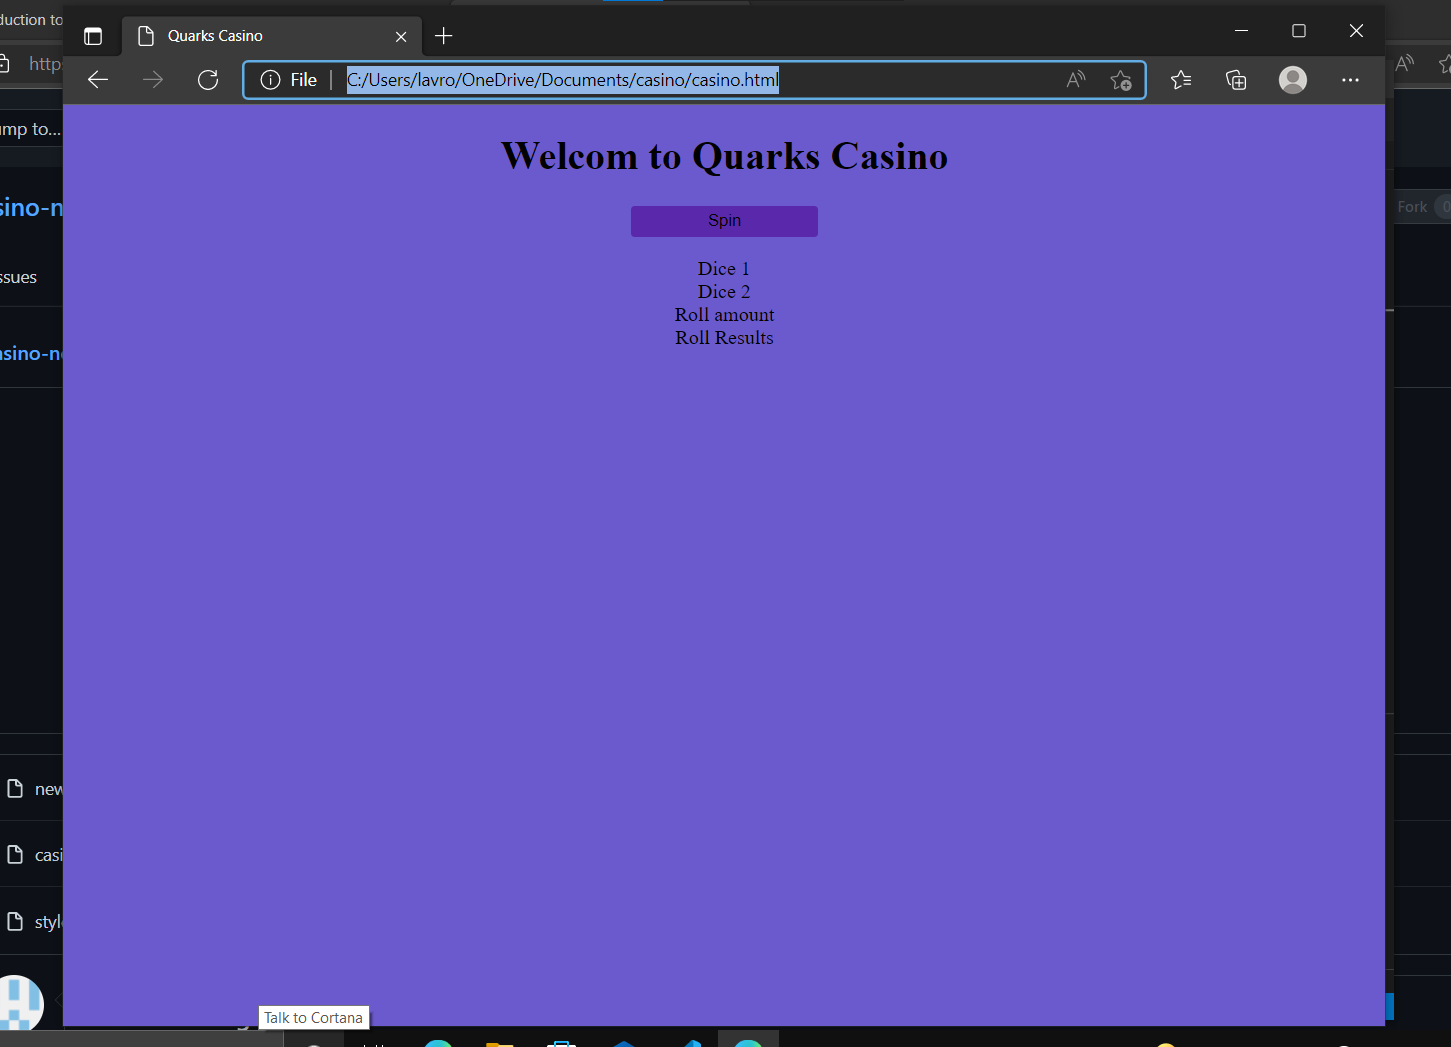 duction to
Quarks Casino
http
File
C:/Users/lavro/OneDrive/Documents/casino/casino.html
ump to...
Welcom to Quarks Casino
sino-n
Fork 0
Spin
ssues
Dice 1
Dice 2
Roll amount
Roll Results
asino-n
new
casi
styl
Talk to Cortana